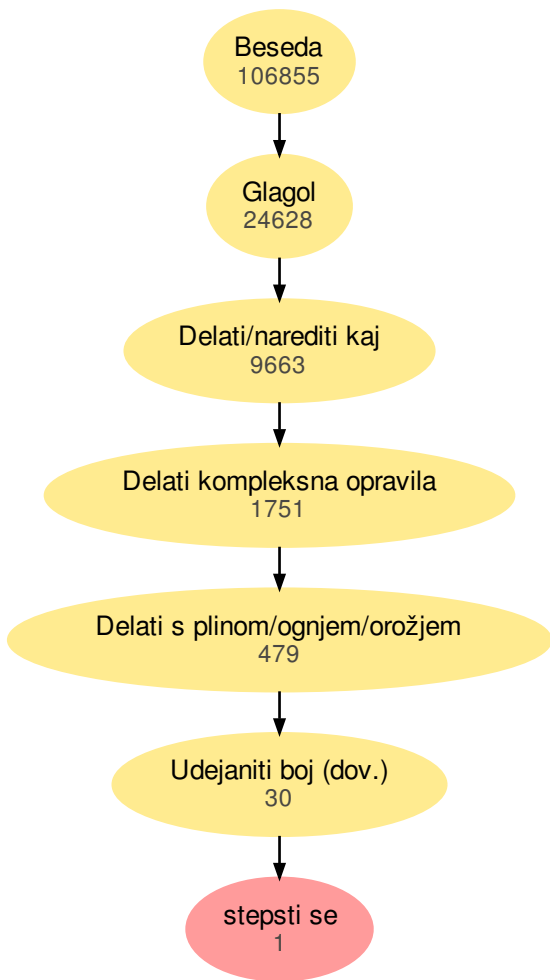 Beseda
106855
Glagol
24628
Delati/narediti kaj
9663
Delati kompleksna opravila
1751
Delati s plinom/ognjem/orožjem
479
Udejaniti boj (dov.)
30
stepsti se
1